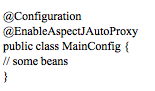 @Configuration
@EnableAspectJAutoProxy
public class MainConfig {
// some beans
}